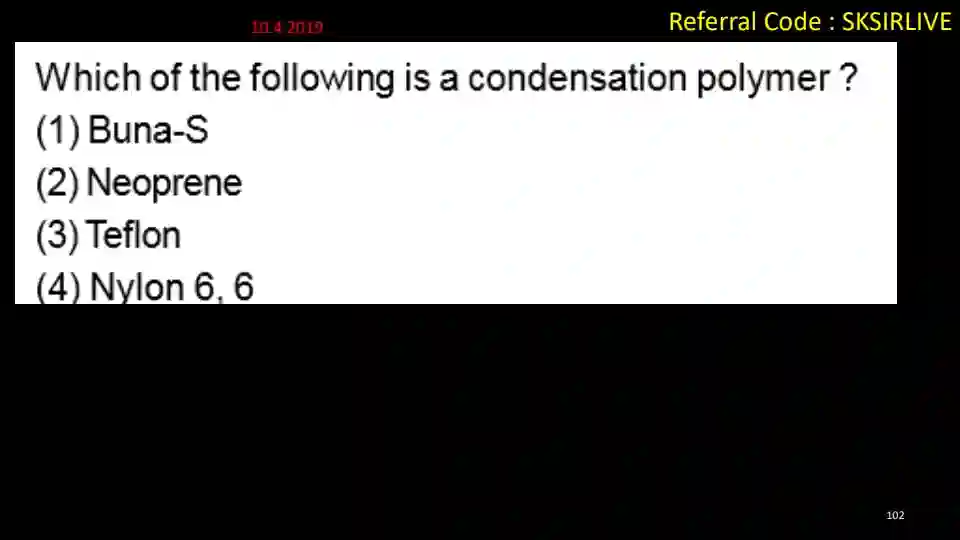 10.4 2019
Referral Code : SKSIRLIVE
Which of the following is a condensation polymer ?
(1) Buna-S
(2) Neoprene
(3) Teflon
(4) Nylon 6, 6
102